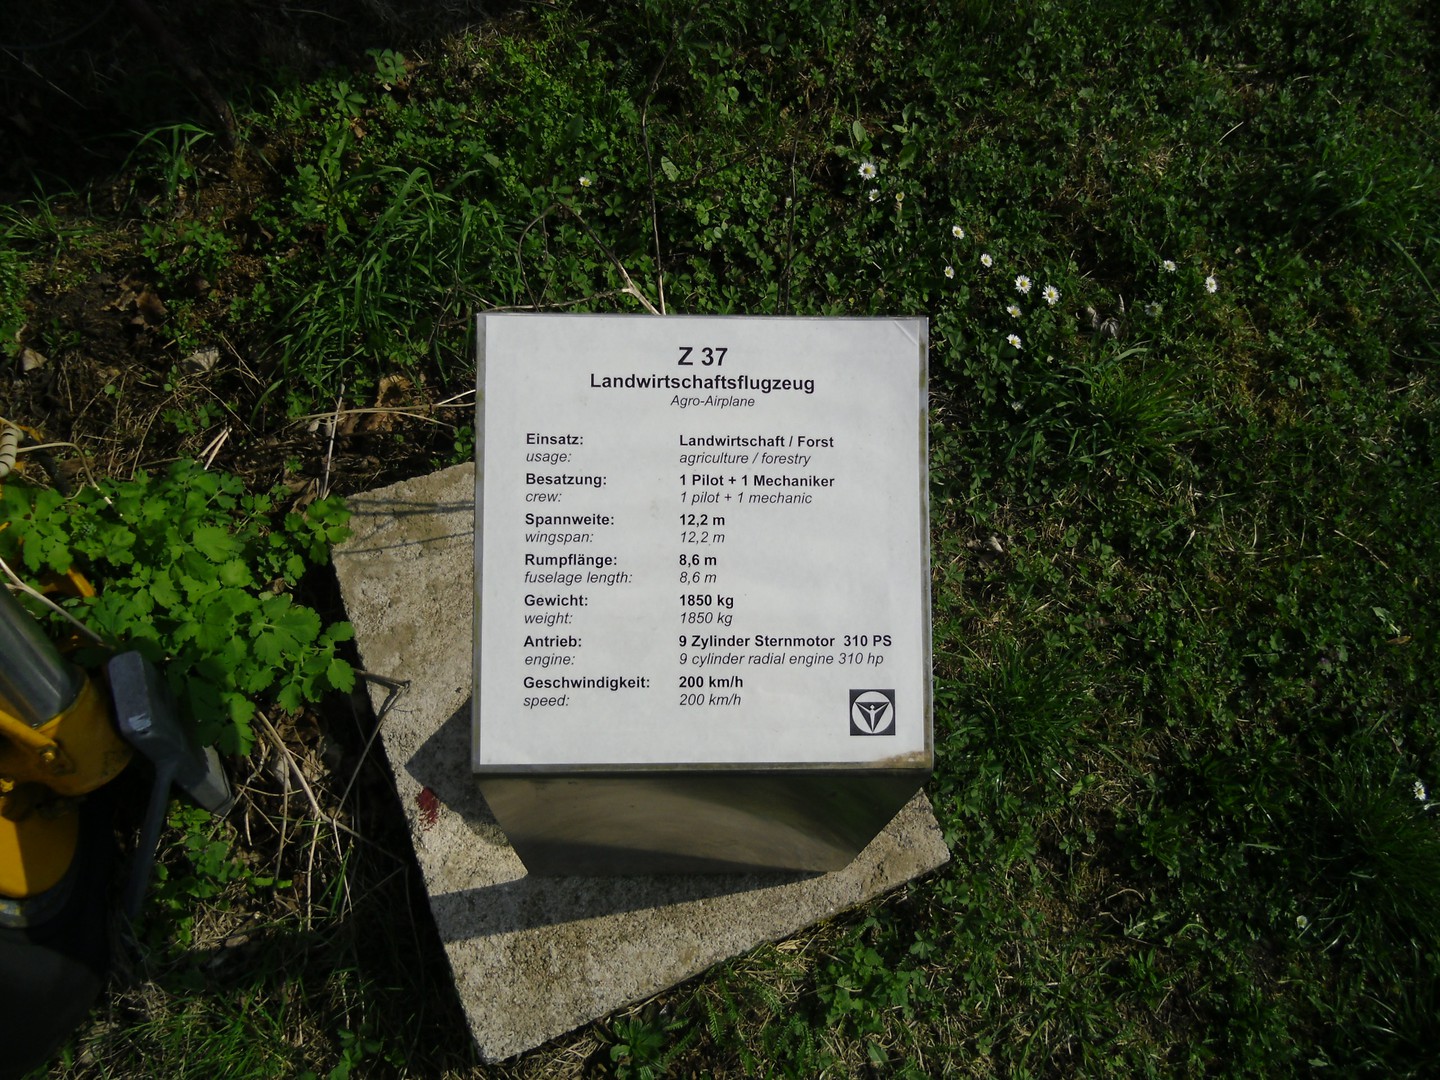 Z 37
Landwirtschaftsflugzeug
Agro-Airplane
Einsatz: Landwirtschaft / Forst
usage: agriculture / forestry
Besatzung: 1 Pilot + 1 Mechaniker
crew: 1 pilot + 1 mechanic
Spannweite: 12,2 m
wingspan: 12,2 m
Rumpflänge: 8,6 m
fuselage length: 8,6 m
Gewicht: 1850 kg
weight: 1850 kg
Antrieb: 9 Zylinder Sternmotor 310 PS
engine: 9 cylinder radial engine 310 hp
Geschwindigkeit: 200 km/h
speed: 200 km/h